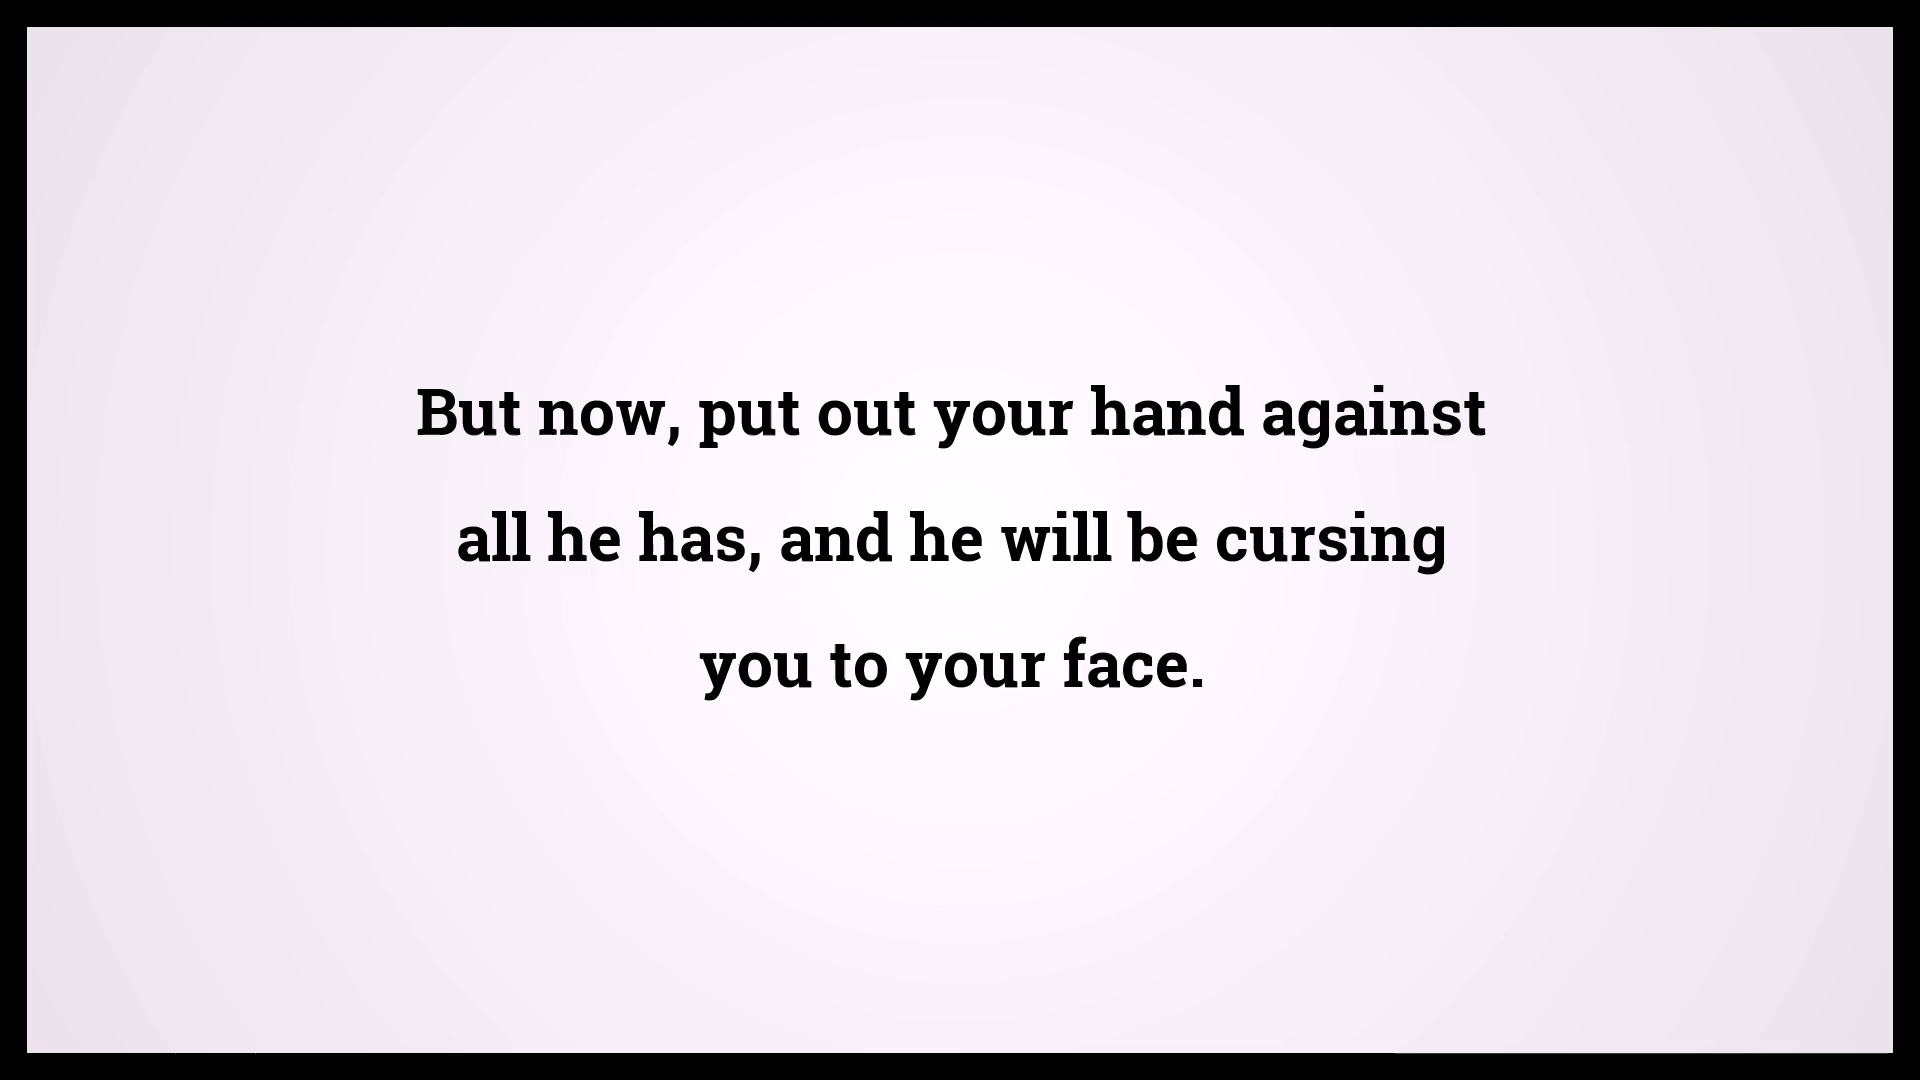 But now, put out your hand against
all he has, and he will be cursing
you to your face.